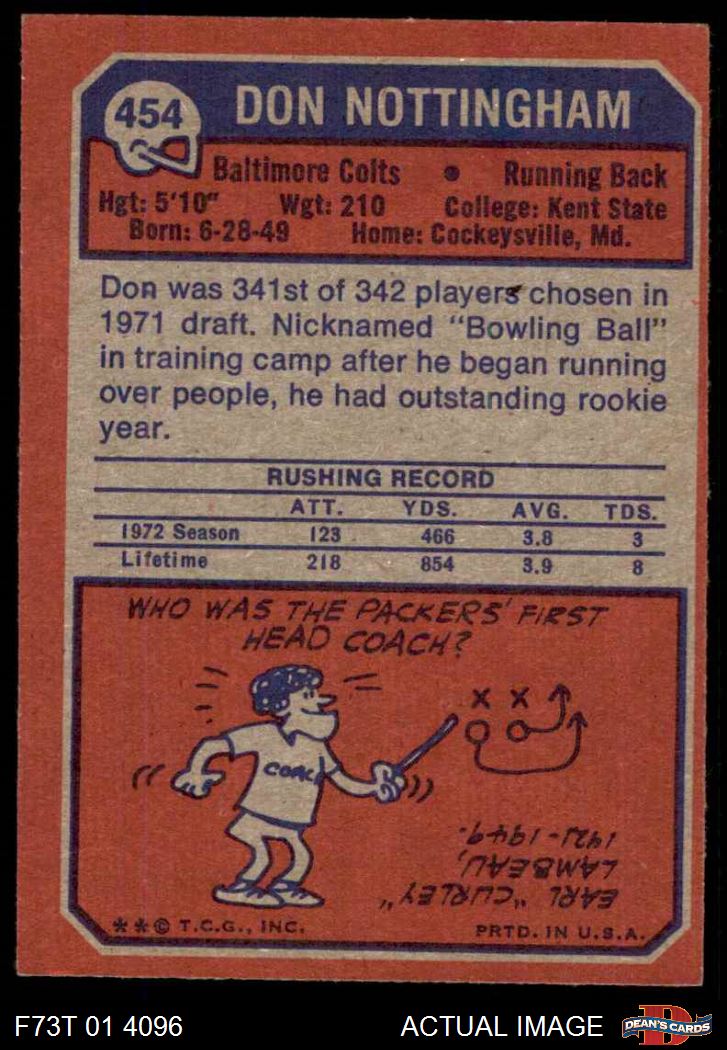 454
DON NOTTINGHAM
Baltimore Colts • Running Back
Hgt: 5'10" Wgt: 210 College: Kent State
Born: 6-28-49 Home: Cockeysville, Md.
Don was 341st of 342 players chosen in
1971 draft. Nicknamed "Bowling Ball"
in training camp after he began running
over people, he had outstanding rookie
year.
RUSHING RECORD
ATT. YDS. AVG. TDS.
1972 Season 123 466 3.8 3
Lifetime 218 854 3.9 8
WHO WAS THE PACKERS' FIRST
HEAD COACH?
X X
COACH
EARL "CURLEY"
LAMBEAU,
1921-1949.
**© T.C.G., INC. PRTD. IN U.S.A.
F73T 01 4096 ACTUAL IMAGE
D
DEAN'S CARDS